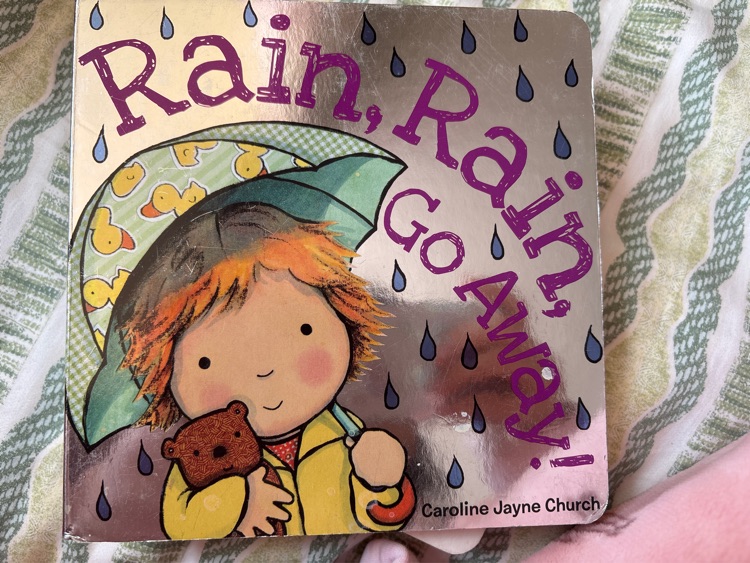 Rain, Rain,
Go Away!
Caroline Jayne Church